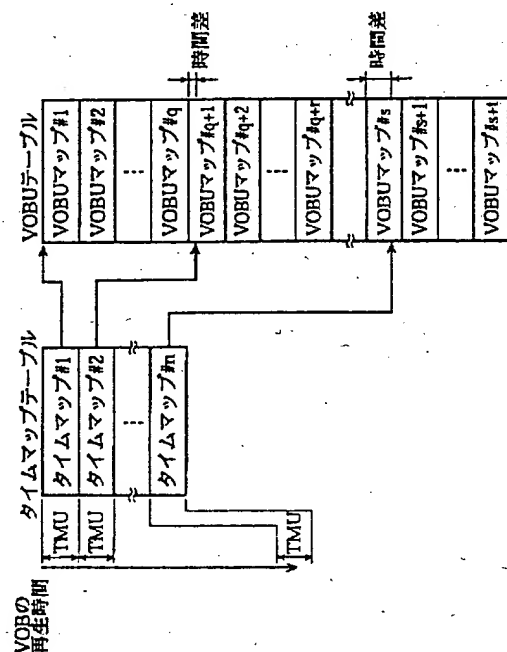 VOBの
再生時間
タイムマップテーブル
TMU
TMU
TMU
タイムマップ#1
タイムマップ#2
タイムマップ#n
VOBUテーブル
VOBUマップ#1
VOBUマップ#2
VOBUマップ#q
VOBUマップ#q+1
VOBUマップ#q+2
VOBUマップ#q+r
VOBUマップ#s
VOBUマップ#s+1
VOBUマップ#s+t
時間差
時間差